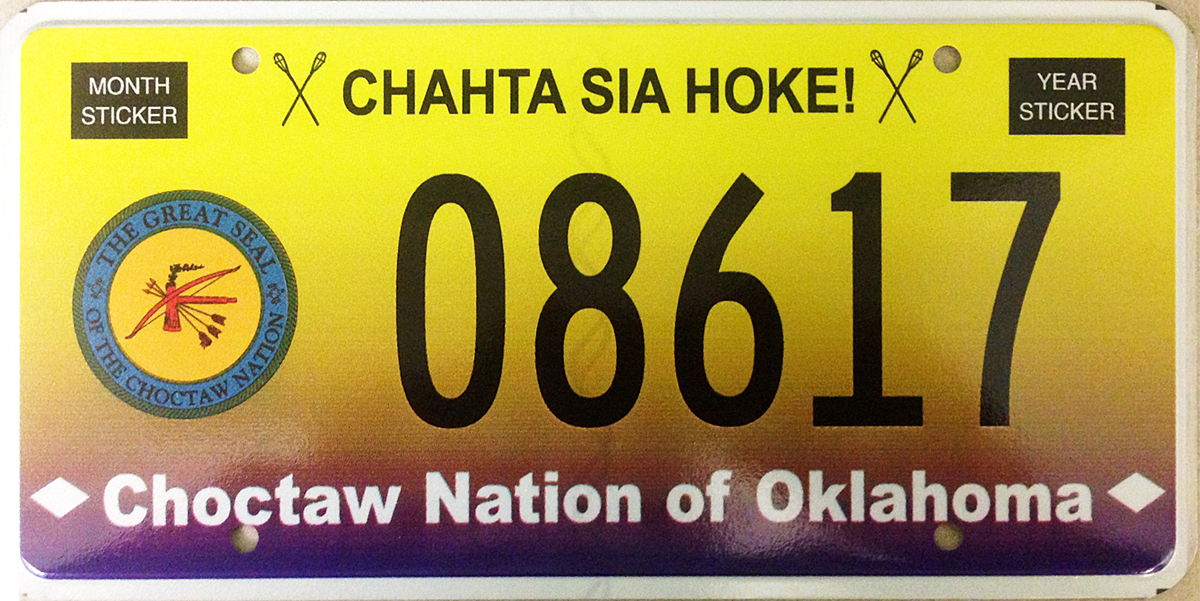 MONTH
STICKER
CHAHTA SIA HOKE!
YEAR
STICKER
THE GREAT SEAL
OF THE CHOCTAW NATION
08617
Choctaw Nation of Oklahoma